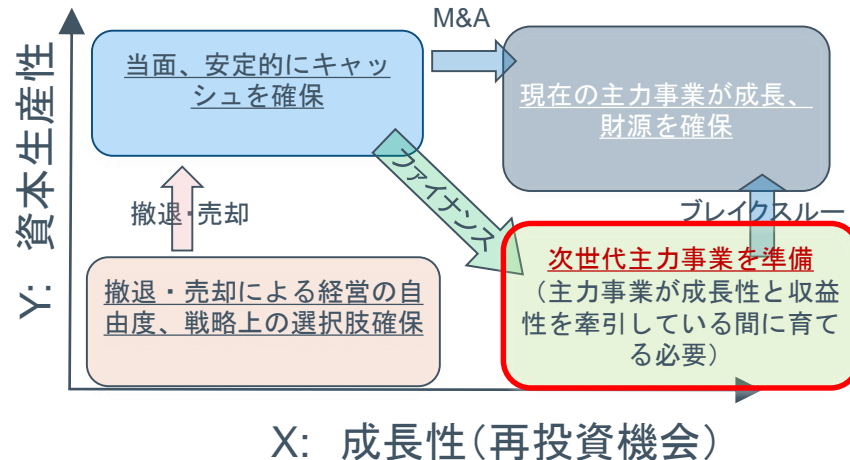 M&A
当面、安定的にキャッ
シュを確保
現在の主力事業が成長、
財源を確保
Y: 資本生産性
ファイナンス
撤退・売却
ブレイクスルー
撤退・売却による経営の自
由度、戦略上の選択肢確保
次世代主力事業を準備
（主力事業が成長性と収益
性を牽引している間に育て
る必要）
X: 成長性（再投資機会）